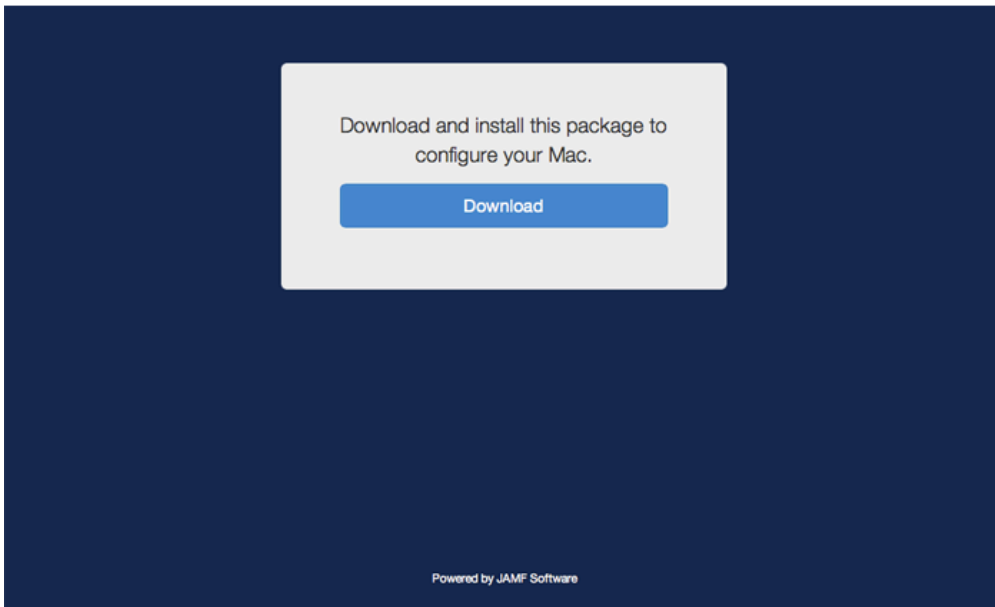 Download and install this package to
configure your Mac.
Download
Powered by JAMF Software